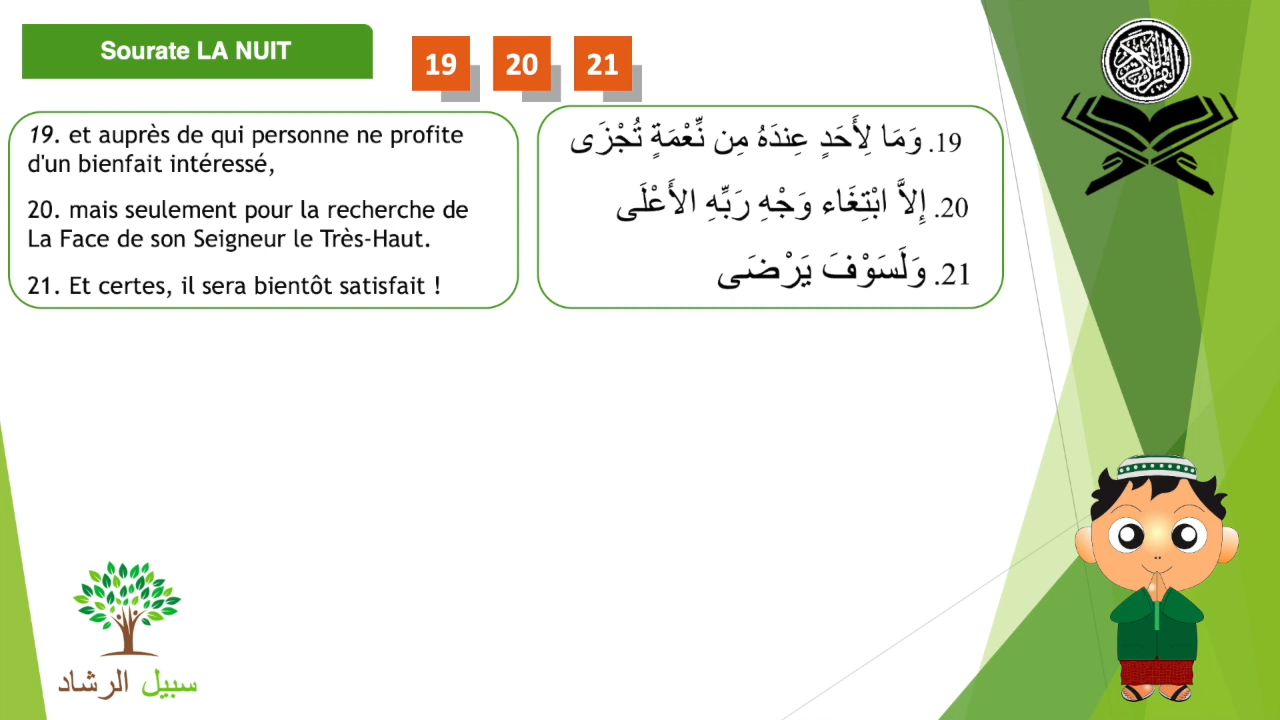 Sourate LA NUIT
19 20 21
19. et auprès de qui personne ne profite
d'un bienfait intéressé,
20. mais seulement pour la recherche de
La Face de son Seigneur le Très-Haut.
21. Et certes, il sera bientôt satisfait !
19. وَمَا لِأَحَدٍ عِندَهُ مِن نِّعْمَةٍ تُجْزَى
20. إِلاَّ ابْتِغَاء وَجْهِ رَبِّهِ الأَعْلَى
21. وَلَسَوْفَ يَرْضَى
القرآن الكريم
سبيل الرشاد